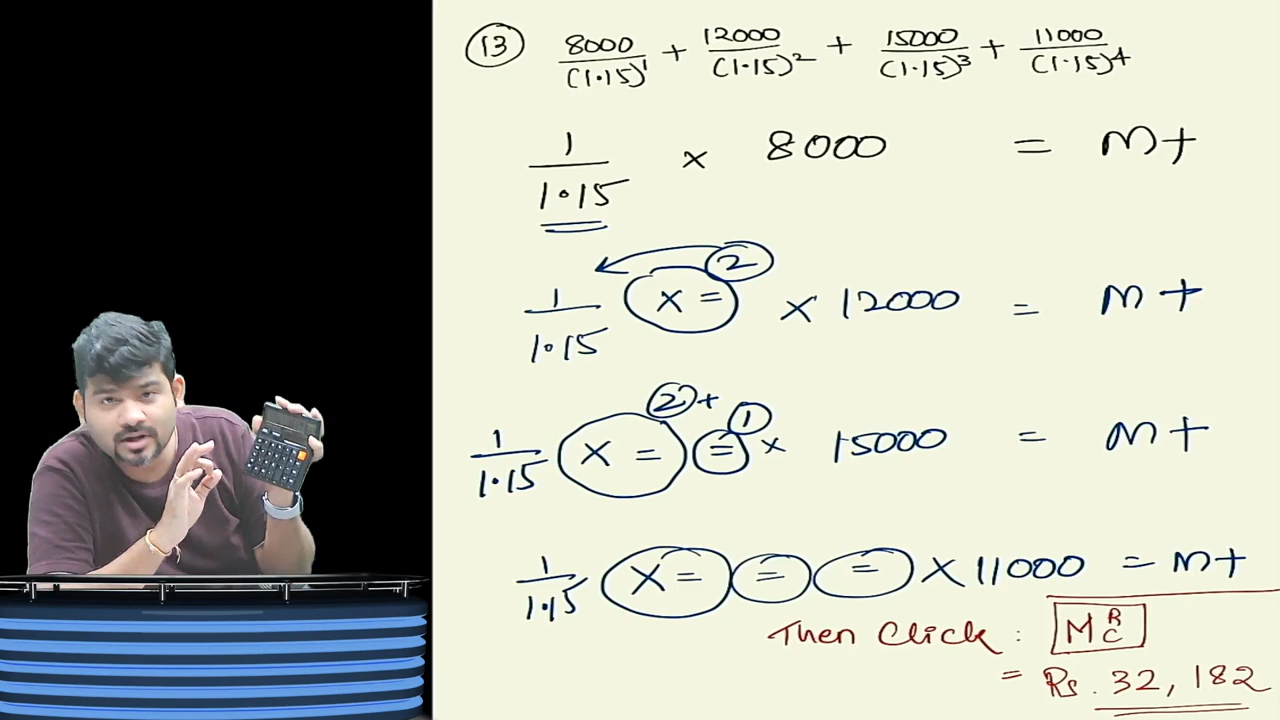 13 8000/(1.15)¹ + 12000/(1.15)² + 15000/(1.15)³ + 11000/(1.15)⁴
1/1.15 × 8000 = m+
2
1/1.15 × = × 12000 = m+
2 + 1
1/1.15 × = = × 15000 = m+
1/1.15 × = = = × 11000 = m+
Then Click : M R C
= Rs. 32,182